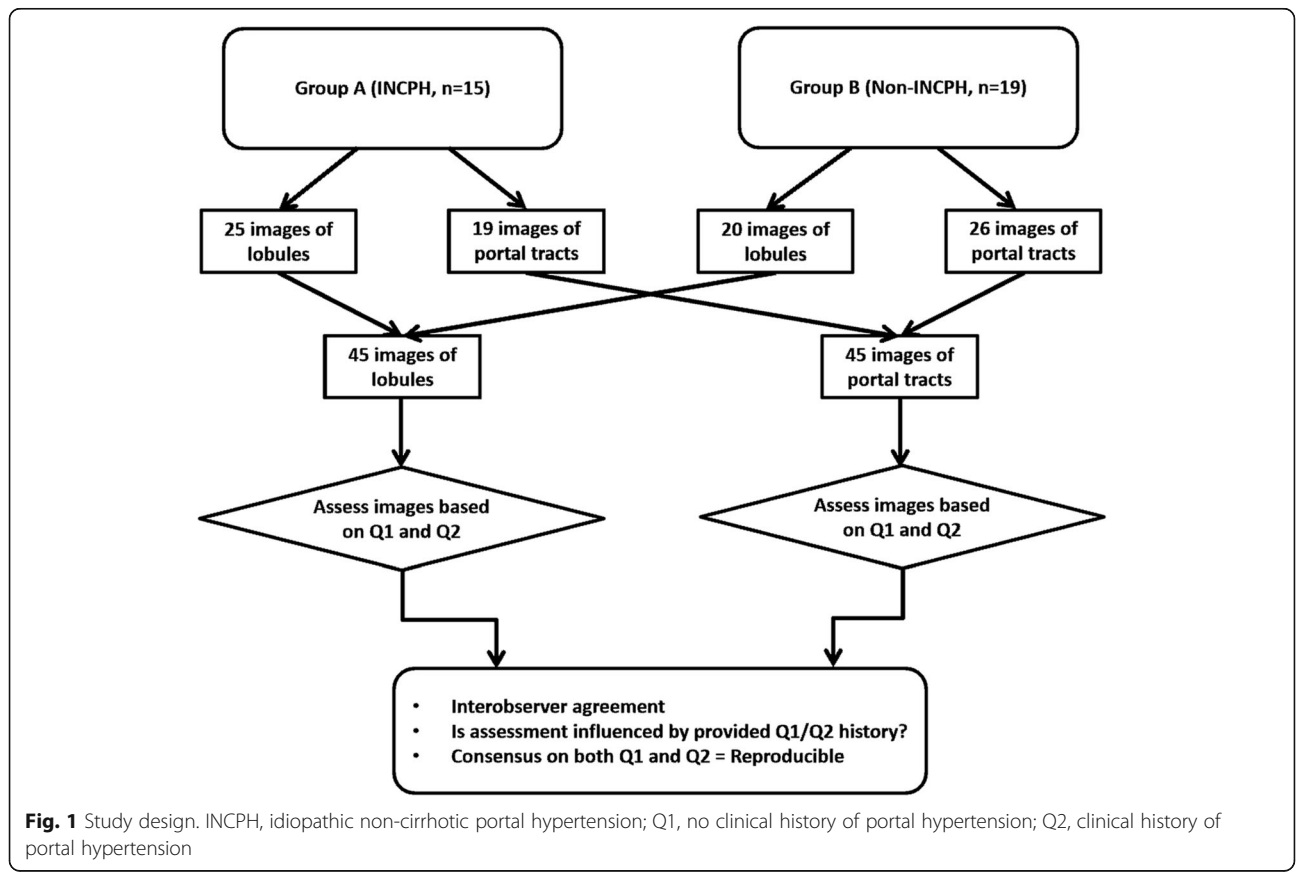 Group A (INCPH, n=15)
Group B (Non-INCPH, n=19)
25 images of
lobules
19 images of
portal tracts
20 images of
lobules
26 images of
portal tracts
45 images of
lobules
45 images of
portal tracts
Assess images based
on Q1 and Q2
Assess images based
on Q1 and Q2
• Interobserver agreement
• Is assessment influenced by provided Q1/Q2 history?
• Consensus on both Q1 and Q2 = Reproducible
Fig. 1 Study design. INCPH, idiopathic non-cirrhotic portal hypertension; Q1, no clinical history of portal hypertension; Q2, clinical history of
portal hypertension